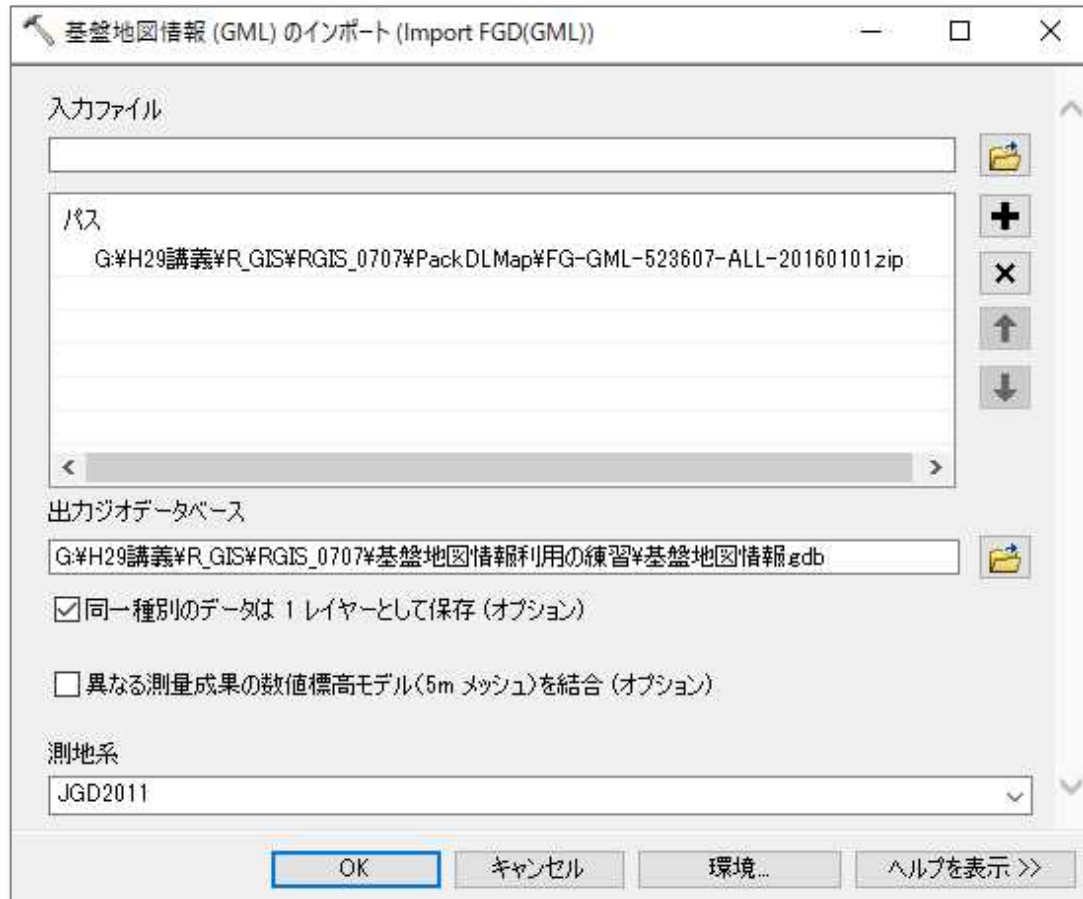 基盤地図情報 (GML) のインポート (Import FGD(GML))
入力ファイル
パス
G:¥H29講義¥R_GIS¥RGIS_0707¥PackDLMap¥FG-GML-523607-ALL-20160101.zip
出力ジオデータベース
G:¥H29講義¥R_GIS¥RGIS_0707¥基盤地図情報利用の練習¥基盤地図情報.gdb
同一種別のデータは 1 レイヤーとして保存 (オプション)
異なる測量成果の数値標高モデル(5m メッシュ)を結合 (オプション)
測地系
JGD2011
OK
キャンセル
環境...
ヘルプを表示 >>